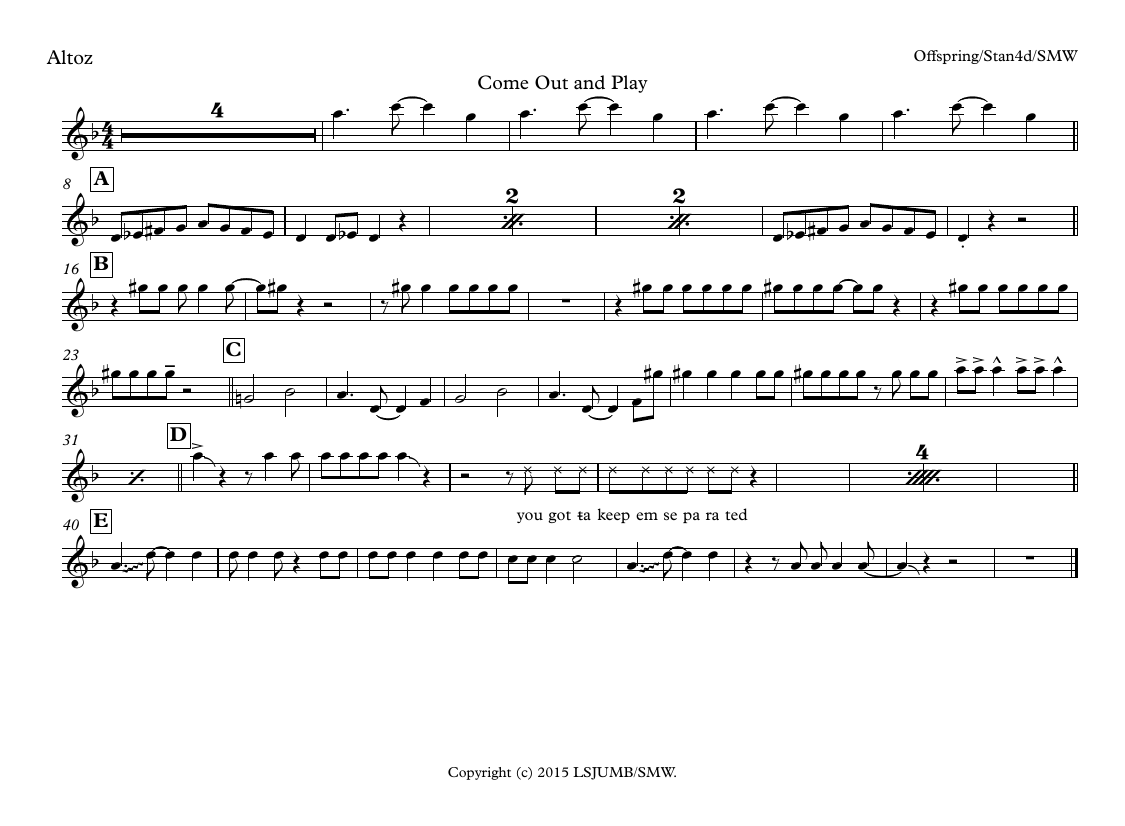 Altoz
Offspring/Stan4d/SMW
Come Out and Play
4
8 A
2 2
16 B
23 C
31 D
4
you got ta keep em se pa ra ted
40 E
Copyright (c) 2015 LSJUMB/SMW.